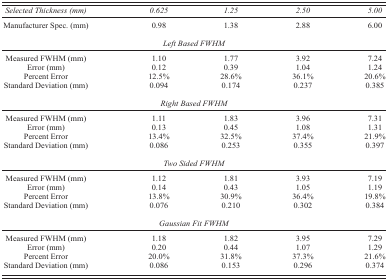 Selected Thickness (mm) 0.625 1.25 2.50 5.00
Manufacturer Spec. (mm) 0.98 1.38 2.88 6.00
Left Based FWHM
Measured FWHM (mm) 1.10 1.77 3.92 7.24
Error (mm) 0.12 0.39 1.04 1.24
Percent Error 12.5% 28.6% 36.1% 20.6%
Standard Deviation (mm) 0.094 0.174 0.237 0.385
Right Based FWHM
Measured FWHM (mm) 1.11 1.83 3.96 7.31
Error (mm) 0.13 0.45 1.08 1.31
Percent Error 13.4% 32.5% 37.4% 21.9%
Standard Deviation (mm) 0.086 0.253 0.355 0.397
Two Sided FWHM
Measured FWHM (mm) 1.12 1.81 3.93 7.19
Error (mm) 0.14 0.43 1.05 1.19
Percent Error 13.8% 30.9% 36.4% 19.8%
Standard Deviation (mm) 0.076 0.210 0.302 0.384
Gaussian Fit FWHM
Measured FWHM (mm) 1.18 1.82 3.95 7.29
Error (mm) 0.20 0.44 1.07 1.29
Percent Error 20.0% 31.8% 37.3% 21.6%
Standard Deviation (mm) 0.086 0.153 0.296 0.374